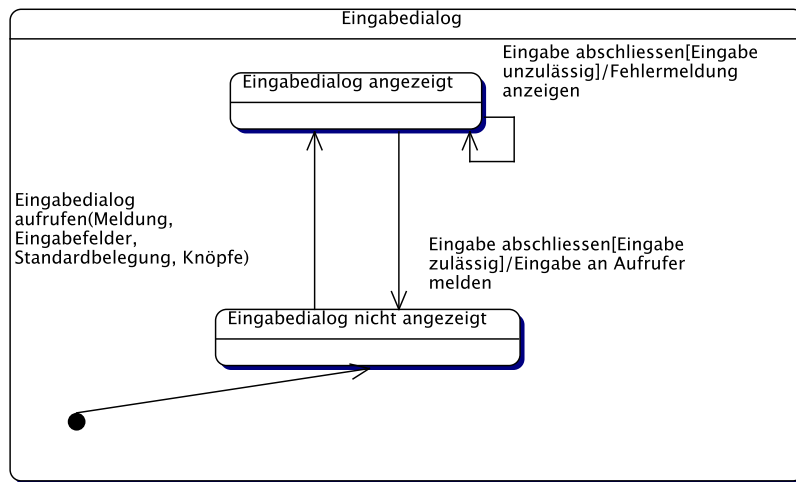 Eingabedialog
Eingabe abschliessen[Eingabe
unzulässig]/Fehlermeldung
anzeigen
Eingabedialog angezeigt
Eingabedialog
aufrufen(Meldung,
Eingabefelder,
Standardbelegung, Knöpfe)
Eingabe abschliessen[Eingabe
zulässig]/Eingabe an Aufrufer
melden
Eingabedialog nicht angezeigt